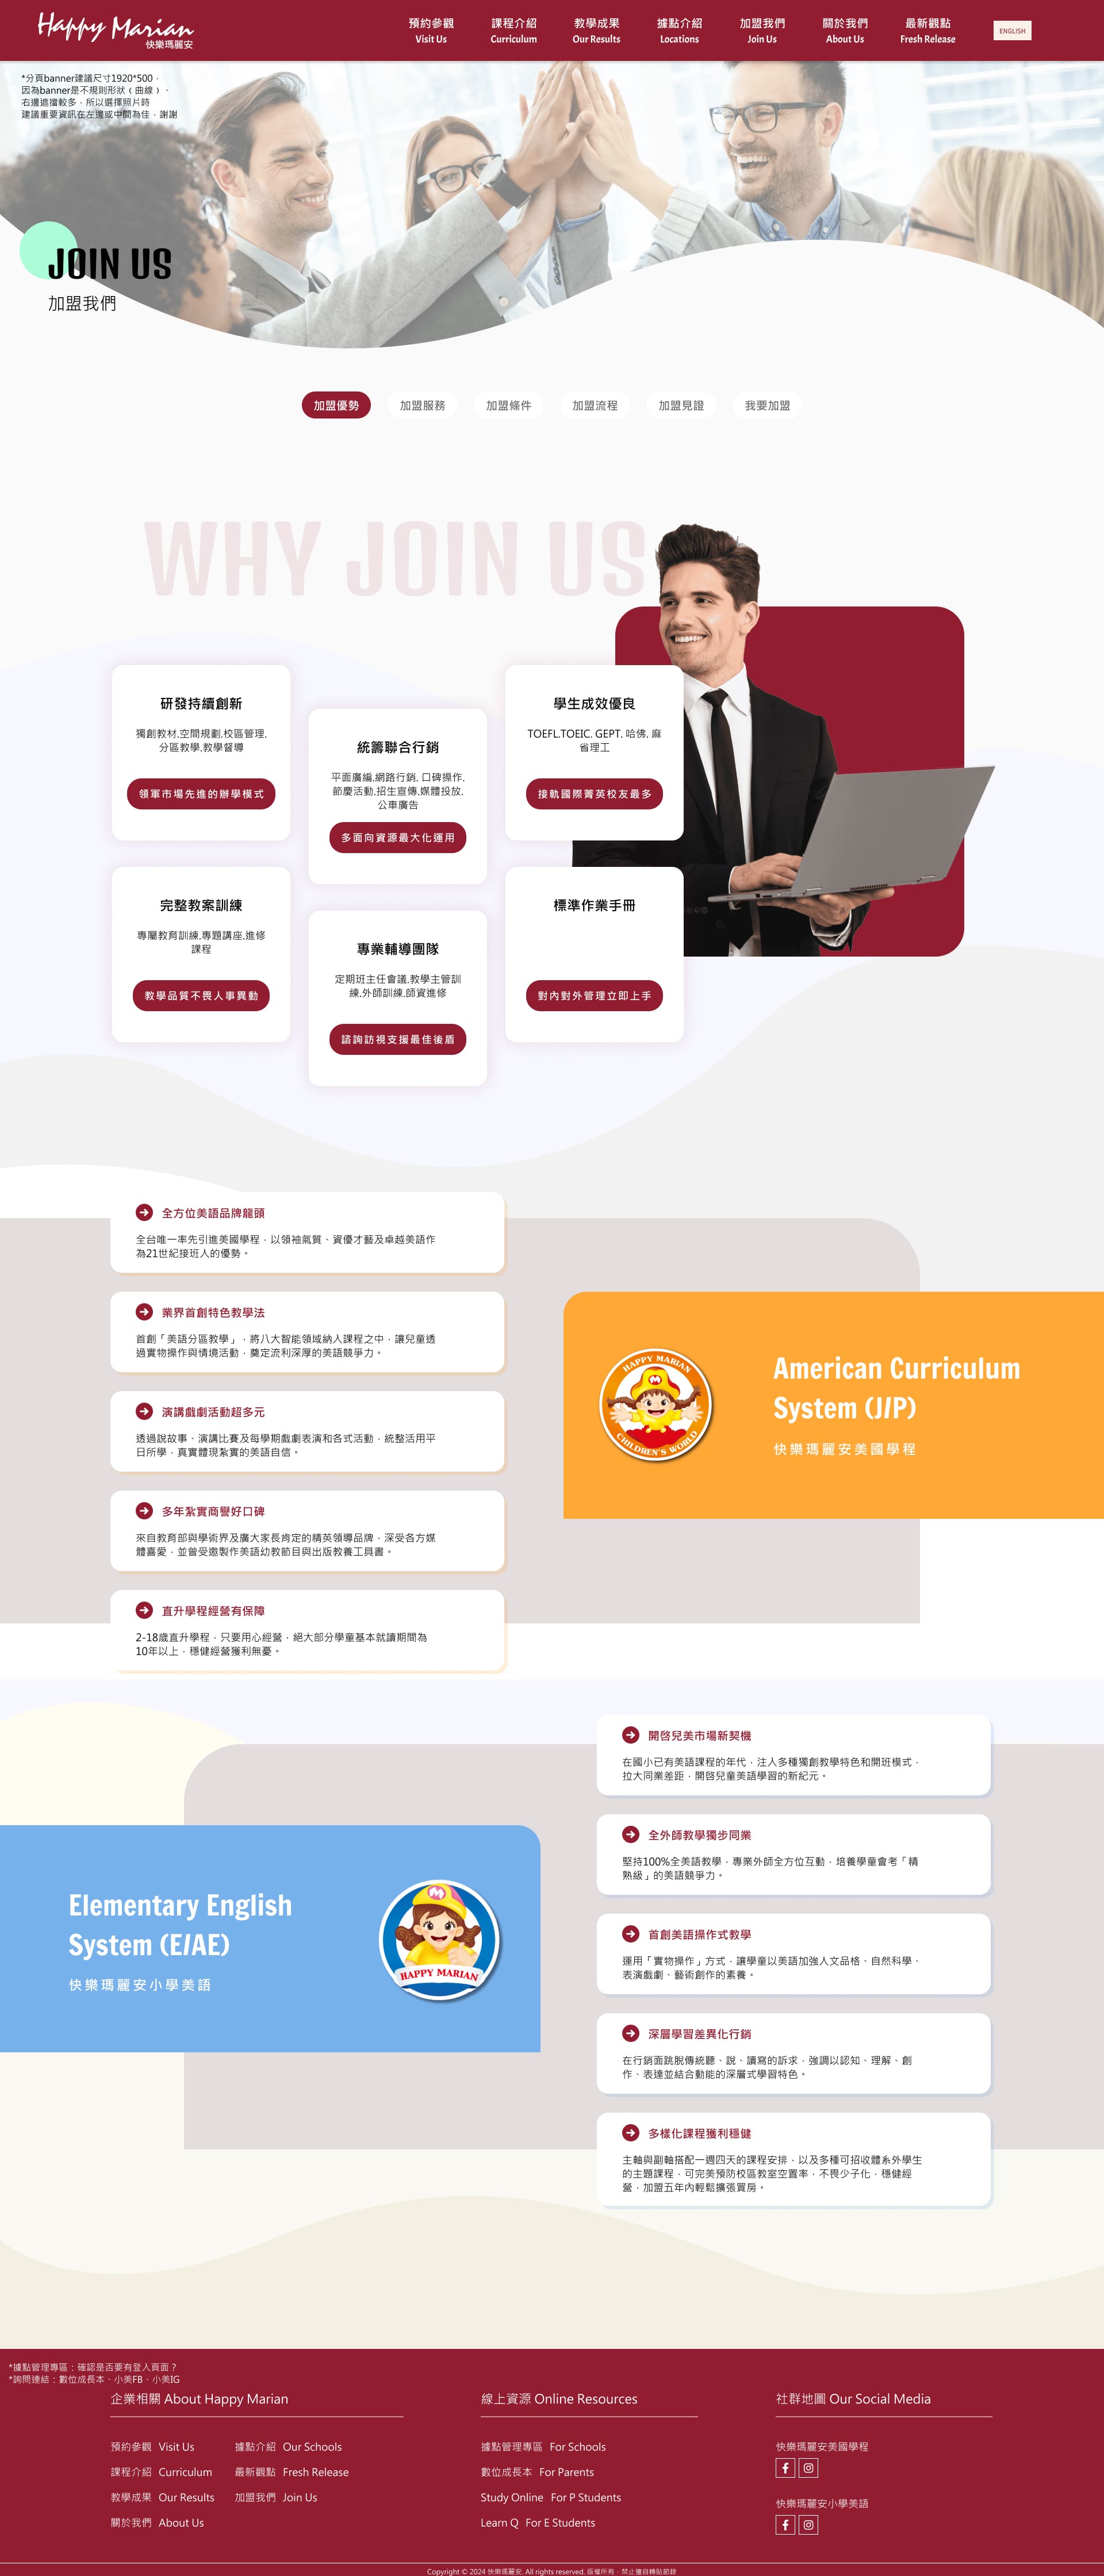 Happy Marian
快樂瑪麗安
預約參觀
Visit Us
課程介紹
Curriculum
教學成果
Our Results
據點介紹
Locations
加盟我們
Join Us
關於我們
About Us
最新觀點
Fresh Release
ENGLISH
*分頁banner建議尺寸1920*500，
因為banner是不規則形狀（曲線）、
右邊遮擋較多，所以選擇照片時
建議重要資訊在左邊或中間為佳，謝謝
JOIN US
加盟我們
加盟優勢
加盟服務
加盟條件
加盟流程
加盟見證
我要加盟
WHY JOIN US
研發持續創新
獨創教材,空間規劃,校區管理,
分區教學,教學督導
領軍市場先進的辦學模式
統籌聯合行銷
平面廣編,網路行銷, 口碑操作,
節慶活動,招生宣傳,媒體投放,
公車廣告
多面向資源最大化運用
學生成效優良
TOEFL,TOEIC, GEPT, 哈佛, 麻
省理工
接軌國際菁英校友最多
完整教案訓練
專屬教育訓練,專題講座,進修
課程
教學品質不畏人事異動
專業輔導團隊
定期班主任會議,教學主管訓
練,外師訓練,師資進修
諮詢訪視支援最佳後盾
標準作業手冊
對內對外管理立即上手
全方位美語品牌龍頭
全台唯一率先引進美國學程，以領袖氣質、資優才藝及卓越美語作
為21世紀接班人的優勢。
業界首創特色教學法
首創「美語分區教學」，將八大智能領域納入課程之中，讓兒童透
過實物操作與情境活動，奠定流利深厚的美語競爭力。
演講戲劇活動超多元
透過說故事、演講比賽及每學期戲劇表演和各式活動，統整活用平
日所學，真實體現紮實的美語自信。
多年紮實商譽好口碑
來自教育部與學術界及廣大家長肯定的精英領導品牌，深受各方媒
體喜愛，並曾受邀製作美語幼教節目與出版教養工具書。
直升學程經營有保障
2-18歲直升學程，只要用心經營，絕大部分學童基本就讀期間為
10年以上，穩健經營獲利無憂。
HAPPY MARIAN
CHILDREN'S WORLD
American Curriculum
System (J/P)
快樂瑪麗安美國學程
開啓兒美市場新契機
在國小已有美語課程的年代，注入多種獨創教學特色和開班模式，
拉大同業差距，開啓兒童美語學習的新紀元。
全外師教學獨步同業
堅持100%全美語教學，專業外師全方位互動，培養學童會考「精
熟級」的美語競爭力。
首創美語操作式教學
運用「實物操作」方式，讓學童以美語加強人文品格、自然科學、
表演戲劇、藝術創作的素養。
深層學習差異化行銷
在行銷面跳脫傳統聽、說、讀寫的訴求，強調以認知、理解、創
作、表達並結合動能的深層式學習特色。
多樣化課程獲利穩健
主軸與副軸搭配一週四天的課程安排，以及多種可招收體系外學生
的主題課程，可完美預防校區教室空置率，不畏少子化，穩健經
營，加盟五年內輕鬆擴張買房。
Elementary English
System (E/AE)
快樂瑪麗安小學美語
HAPPY MARIAN
*據點管理專區：確認是否要有登入頁面？
*詢問連結：數位成長本、小美FB、小美IG
企業相關 About Happy Marian
預約參觀 Visit Us
據點介紹 Our Schools
課程介紹 Curriculum
最新觀點 Fresh Release
教學成果 Our Results
加盟我們 Join Us
關於我們 About Us
線上資源 Online Resources
據點管理專區 For Schools
數位成長本 For Parents
Study Online For P Students
Learn Q For E Students
社群地圖 Our Social Media
快樂瑪麗安美國學程
快樂瑪麗安小學美語
Copyright © 2024 快樂瑪麗安. All rights reserved. 版權所有，禁止擅自轉貼節錄